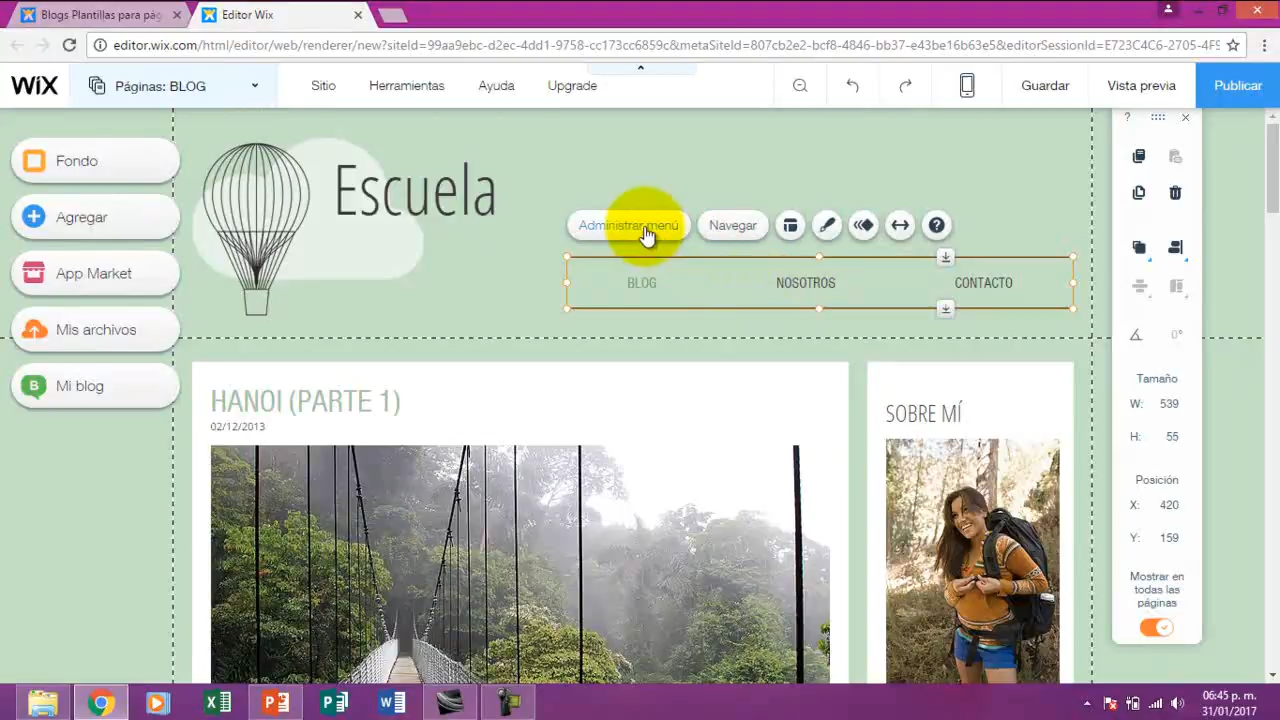 Blogs Plantillas para pág
Editor Wix
editor.wix.com/html/editor/web/renderer/new?siteId=99aa9ebc-d2ec-4dd1-9758-cc173cc6859c&metaSiteId=807cb2e2-bcf8-4846-bb37-e43be16b63e5&editorSessionId=E723C4C6-2705-4F9
WiX
Páginas: BLOG
Sitio
Herramientas
Ayuda
Upgrade
Guardar
Vista previa
Publicar
Fondo
Agregar
App Market
Mis archivos
Mi blog
Escuela
Administrar menú
Navegar
BLOG
NOSOTROS
CONTACTO
HANOI (PARTE 1)
02/12/2013
SOBRE MÍ
0°
Tamaño
W: 539
H: 55
Posición
X: 420
Y: 159
Mostrar en
todas las
páginas
06:45 p. m.
31/01/2017